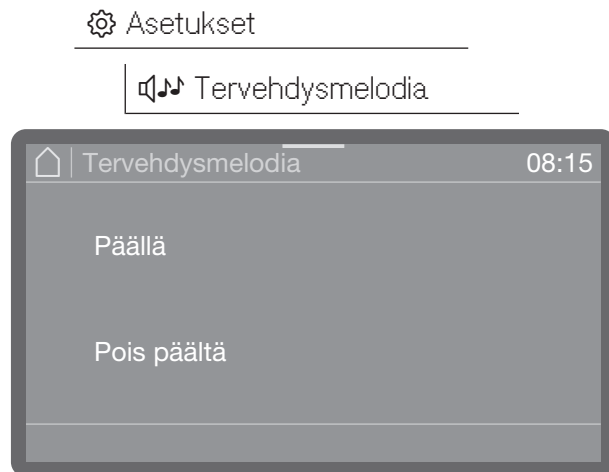 Asetukset
Tervehdysmelodia
Tervehdysmelodia 08:15
Päällä
Pois päältä